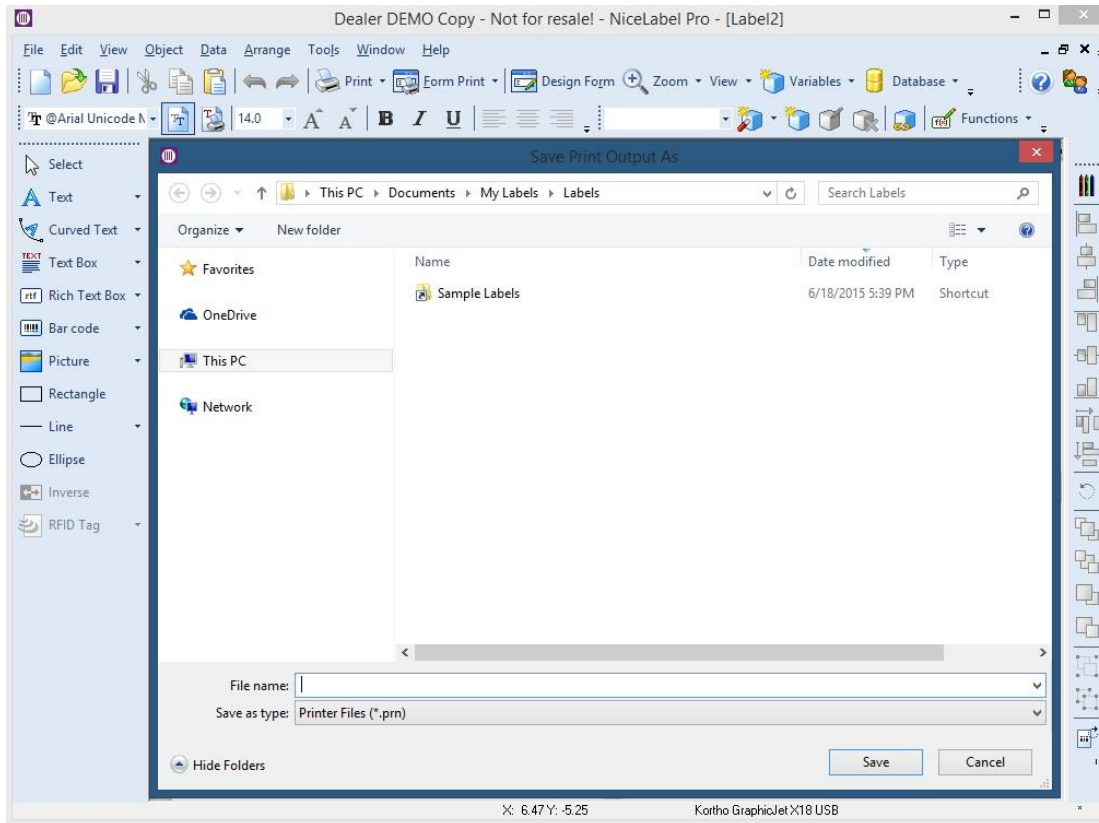 Dealer DEMO Copy - Not for resale! - NiceLabel Pro - [Label2]
File Edit View Object Data Arrange Tools Window Help
Print Form Print Design Form Zoom View Variables Database
@Arial Unicode 14.0 A A B I U Functions
Select
Text
Curved Text
TEXT Text Box
rtf Rich Text Box
Bar code
Picture
Rectangle
Line
Ellipse
Inverse
RFID Tag
Save Print Output As
This PC Documents My Labels Labels
Search Labels
Organize New folder
Favorites
OneDrive
This PC
Network
Name Date modified Type
Sample Labels 6/18/2015 5:39 PM Shortcut
File name:
Save as type: Printer Files (*.prn)
Hide Folders Save Cancel
X: 6.47 Y: -5.25 Kortho GraphicJet X18 USB